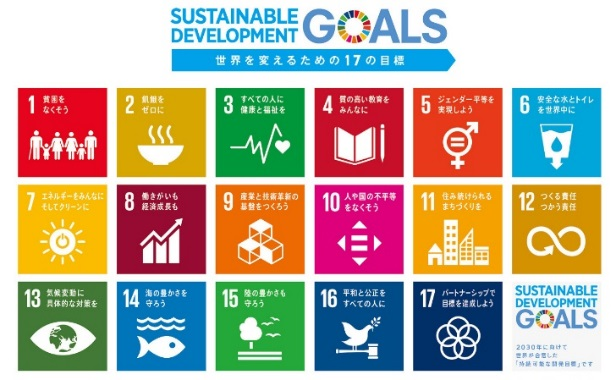 SUSTAINABLE
DEVELOPMENT
GOALS
世界を変えるための17の目標
1 貧困を
なくそう
2 飢餓を
ゼロに
3 すべての人に
健康と福祉を
4 質の高い教育を
みんなに
5 ジェンダー平等を
実現しよう
6 安全な水とトイレ
を世界中に
7 エネルギーをみんなに
そしてクリーンに
8 働きがいも
経済成長も
9 産業と技術革新の
基盤をつくろう
10 人や国の不平等
をなくそう
11 住み続けられる
まちづくりを
12 つくる責任
つかう責任
13 気候変動に
具体的な対策を
14 海の豊かさを
守ろう
15 陸の豊かさも
守ろう
16 平和と公正を
すべての人に
17 パートナーシップで
目標を達成しよう
SUSTAINABLE
DEVELOPMENT
GOALS
2030年に向けて
世界が合意した
「持続可能な開発目標」です